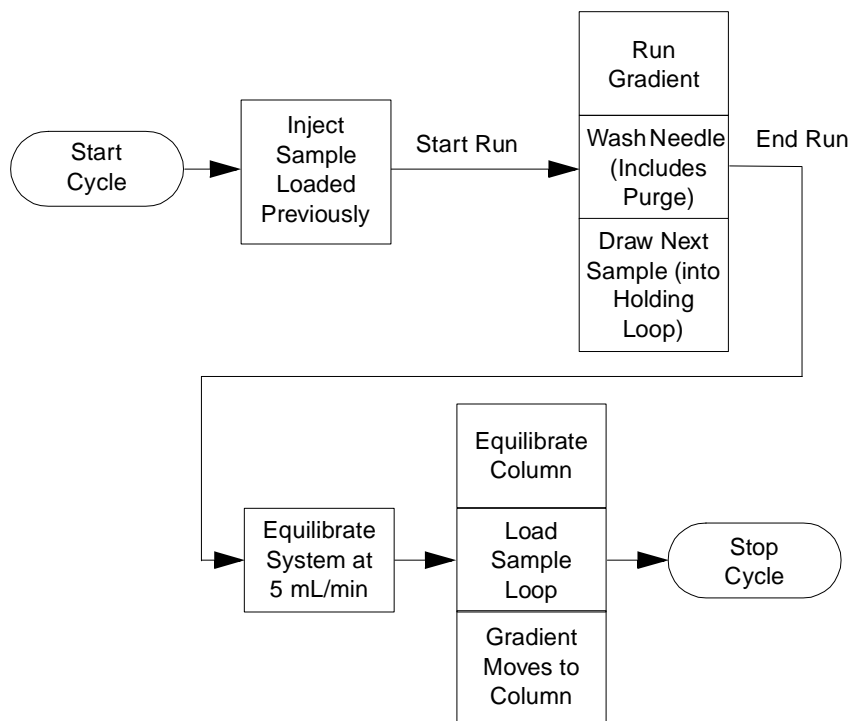 Start
Cycle
Inject
Sample
Loaded
Previously
Start Run
Run
Gradient
Wash Needle
(Includes
Purge)
Draw Next
Sample (into
Holding
Loop)
End Run
Equilibrate
System at
5 mL/min
Equilibrate
Column
Load
Sample
Loop
Gradient
Moves to
Column
Stop
Cycle